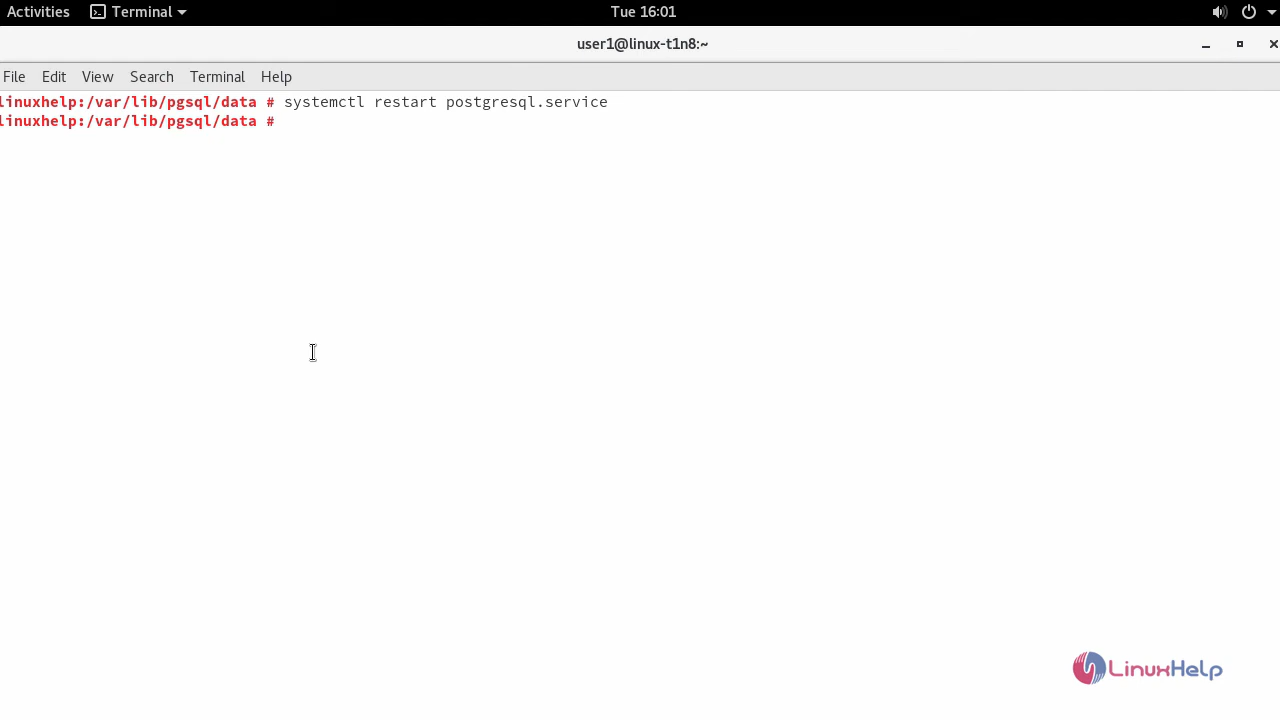 Activities Terminal Tue 16:01
user1@linux-t1n8:~
File Edit View Search Terminal Help
linuxhelp:/var/lib/pgsql/data # systemctl restart postgresql.service
linuxhelp:/var/lib/pgsql/data #
LinuxHelp